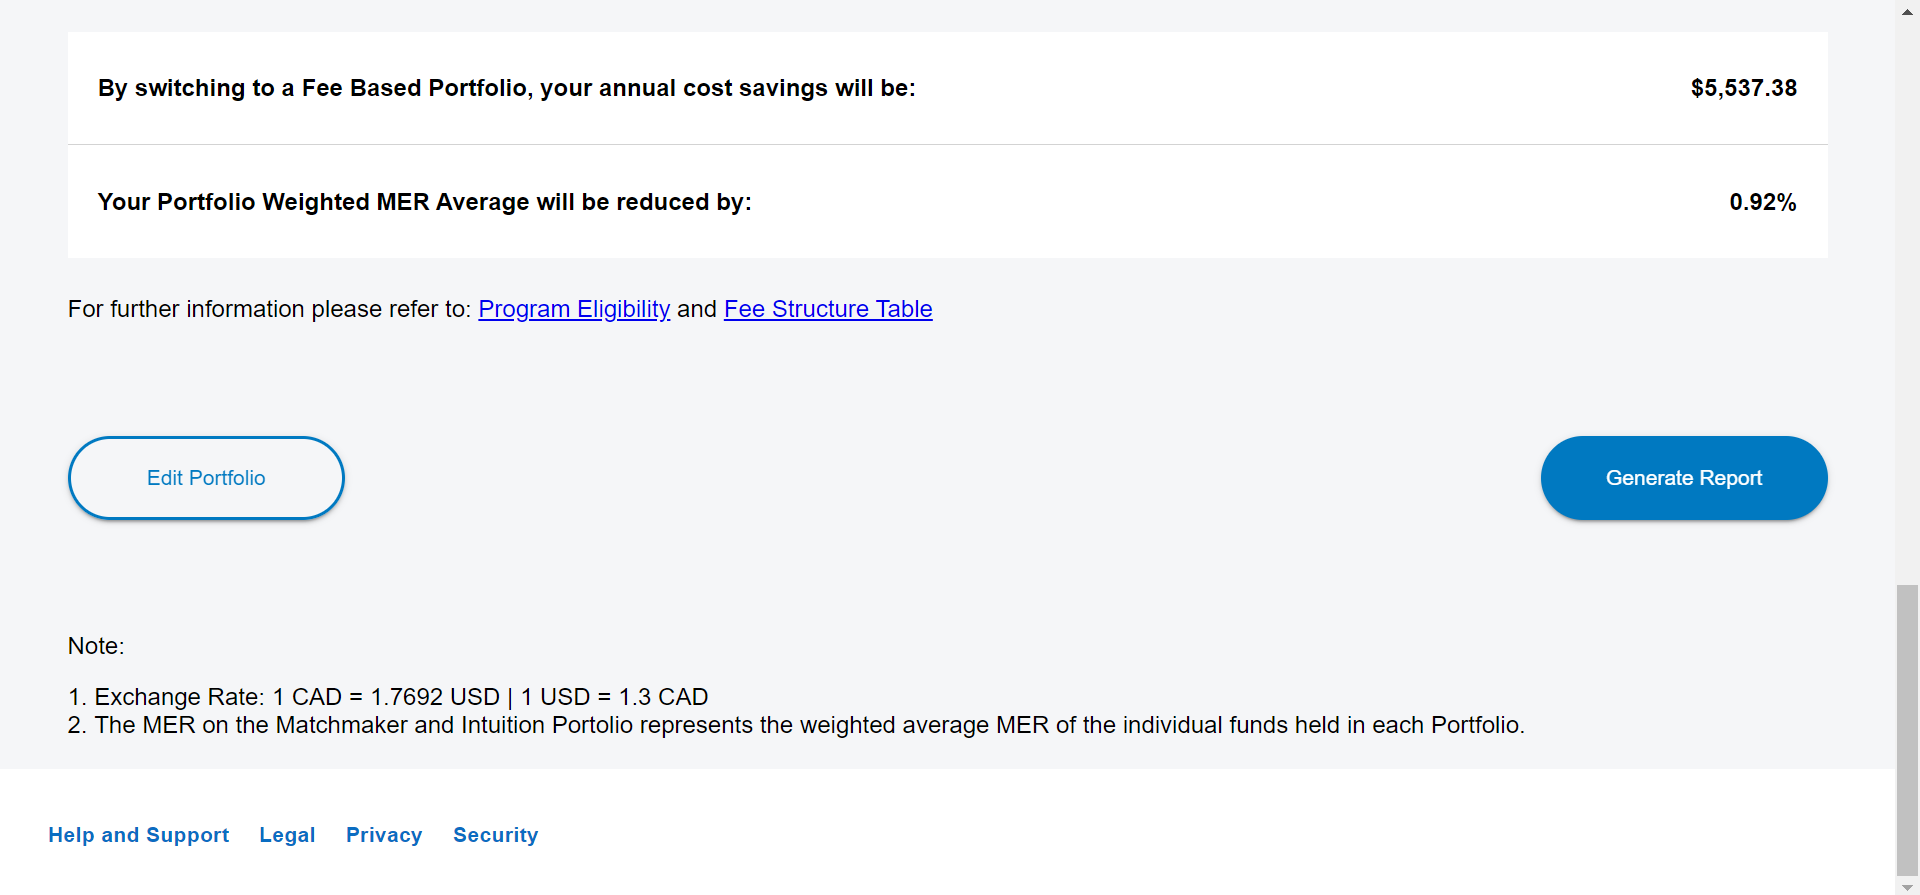 By switching to a Fee Based Portfolio, your annual cost savings will be: $5,537.38
Your Portfolio Weighted MER Average will be reduced by: 0.92%
For further information please refer to: Program Eligibility and Fee Structure Table
Edit Portfolio Generate Report
Note:
1. Exchange Rate: 1 CAD = 1.7692 USD | 1 USD = 1.3 CAD
2. The MER on the Matchmaker and Intuition Portolio represents the weighted average MER of the individual funds held in each Portfolio.
Help and Support Legal Privacy Security